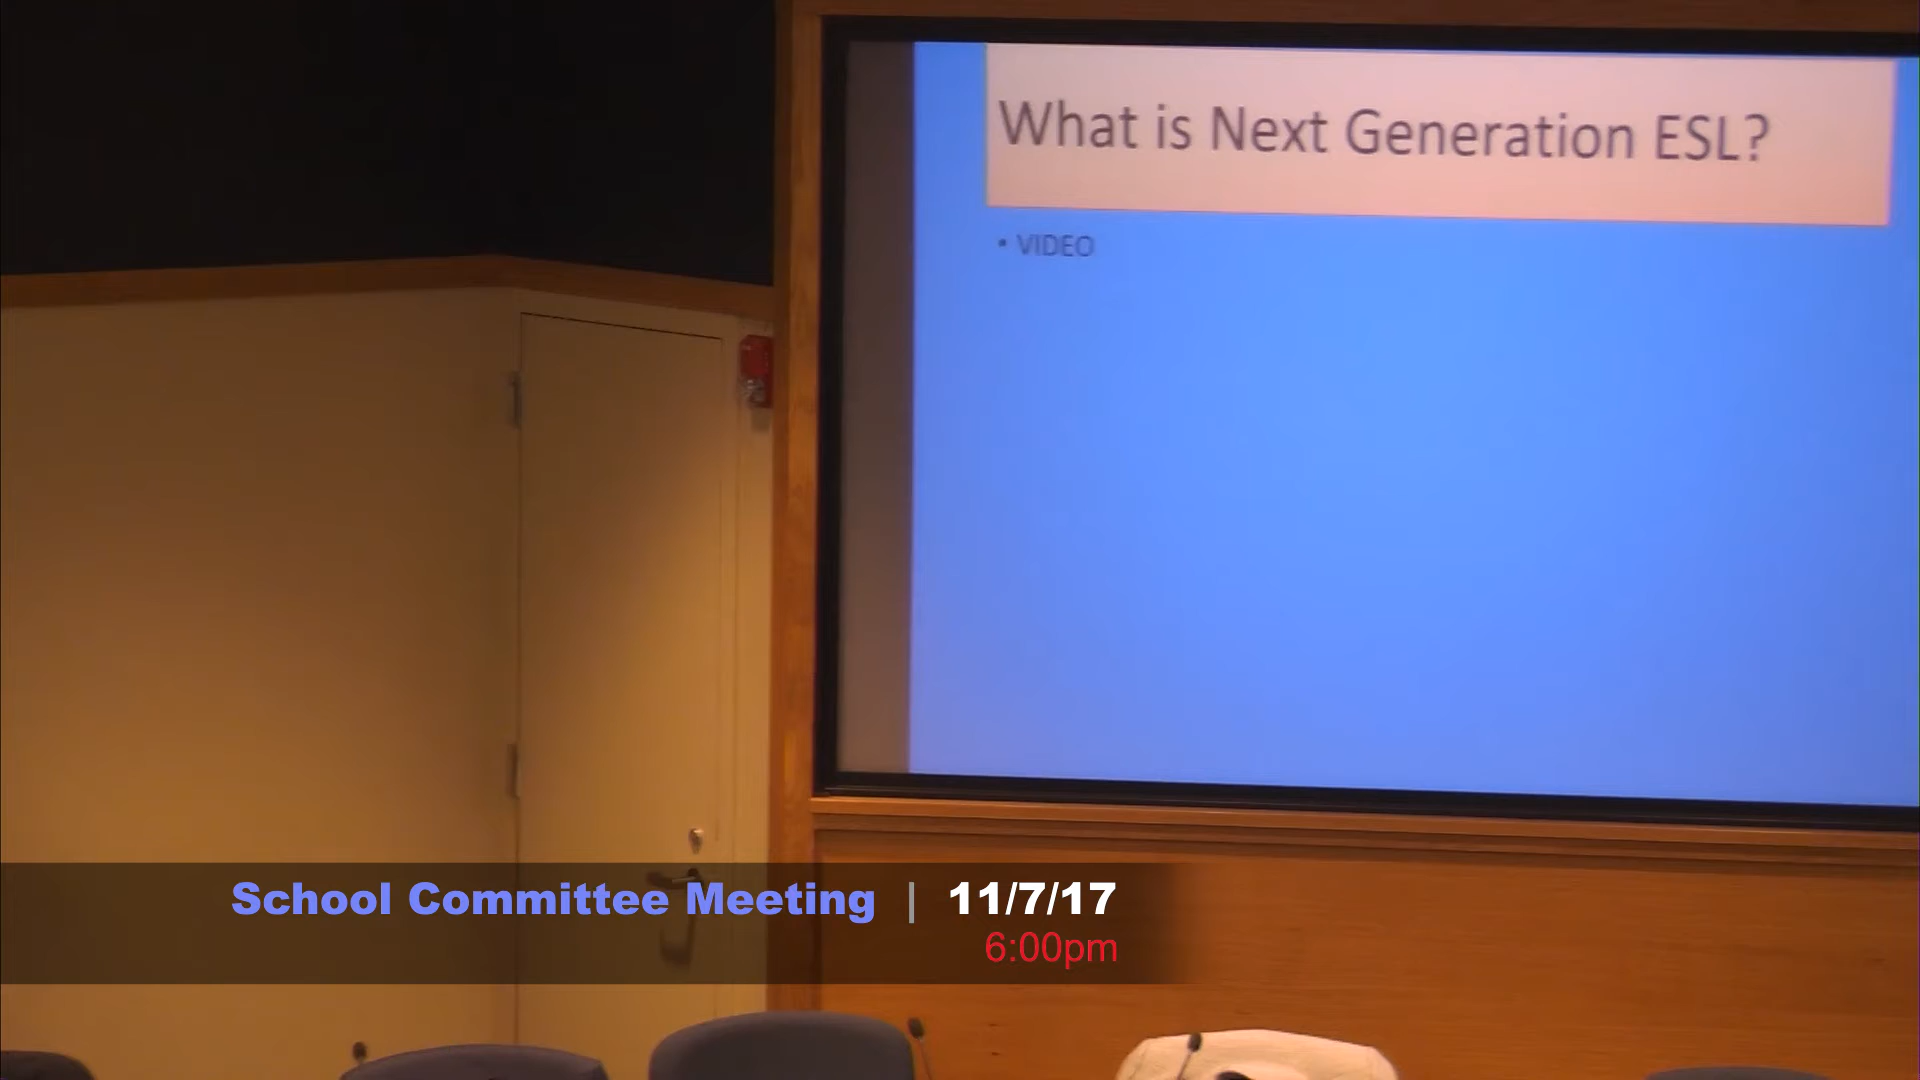 What is Next Generation ESL?
• VIDEO
School Committee Meeting | 11/7/17
6:00pm